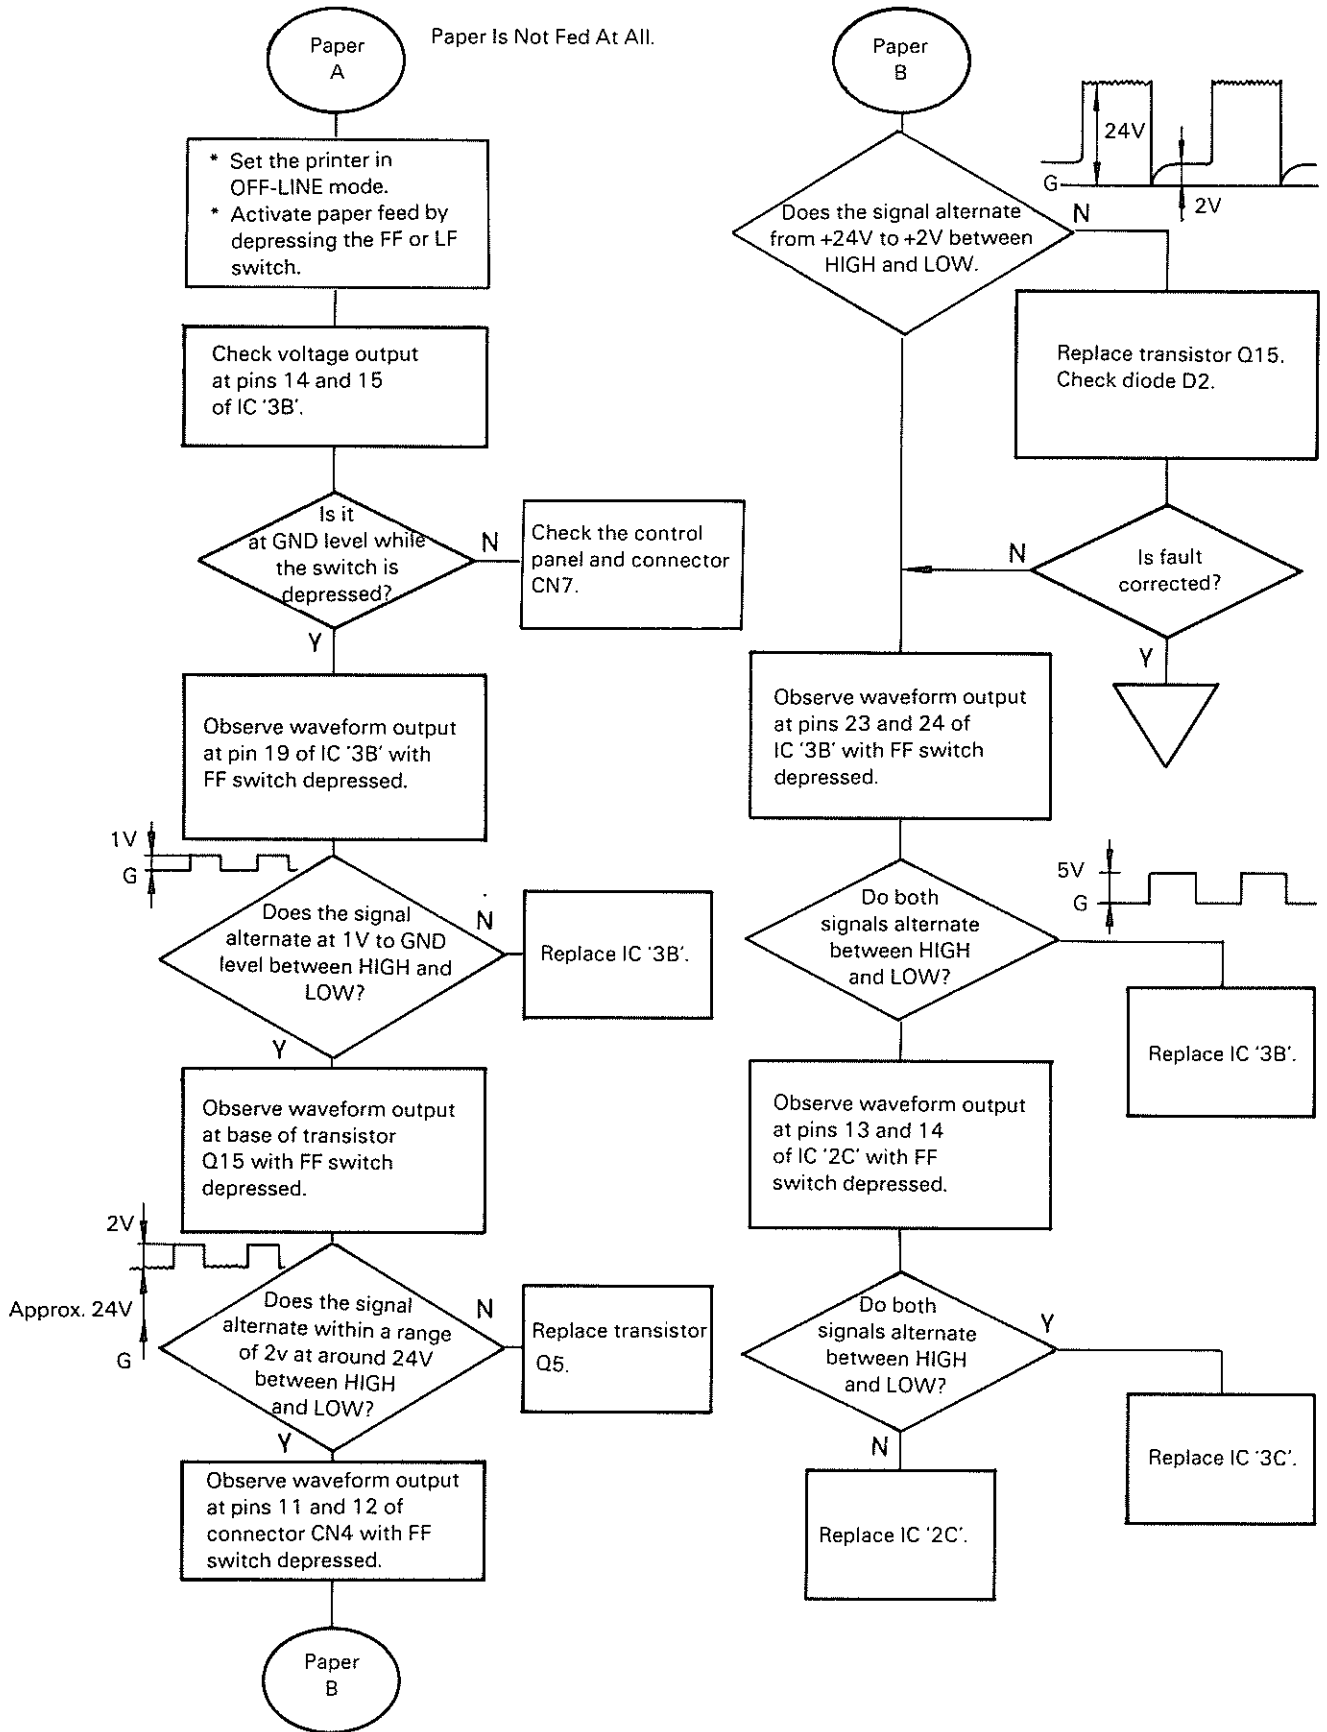 Paper
A
Paper Is Not Fed At All.
* Set the printer in
OFF-LINE mode.
* Activate paper feed by
depressing the FF or LF
switch.
Check voltage output
at pins 14 and 15
of IC '3B'.
Is it
at GND level while
the switch is
depressed?
N
Check the control
panel and connector
CN7.
Y
Observe waveform output
at pin 19 of IC '3B' with
FF switch depressed.
1V
G
Does the signal
alternate at 1V to GND
level between HIGH and
LOW?
N
Replace IC '3B'.
Y
Observe waveform output
at base of transistor
Q15 with FF switch
depressed.
2V
Approx. 24V
G
Does the signal
alternate within a range
of 2v at around 24V
between HIGH
and LOW?
N
Replace transistor
Q5.
Y
Observe waveform output
at pins 11 and 12 of
connector CN4 with FF
switch depressed.
Paper
B
Paper
B
24V
G
2V
Does the signal alternate
from +24V to +2V between
HIGH and LOW.
N
Replace transistor Q15.
Check diode D2.
Is fault
corrected?
N
Y
Observe waveform output
at pins 23 and 24 of
IC '3B' with FF switch
depressed.
5V
G
Do both
signals alternate
between HIGH
and LOW?
Replace IC '3B'.
Observe waveform output
at pins 13 and 14
of IC '2C' with FF
switch depressed.
Do both
signals alternate
between HIGH
and LOW?
Y
Replace IC '3C'.
N
Replace IC '2C'.